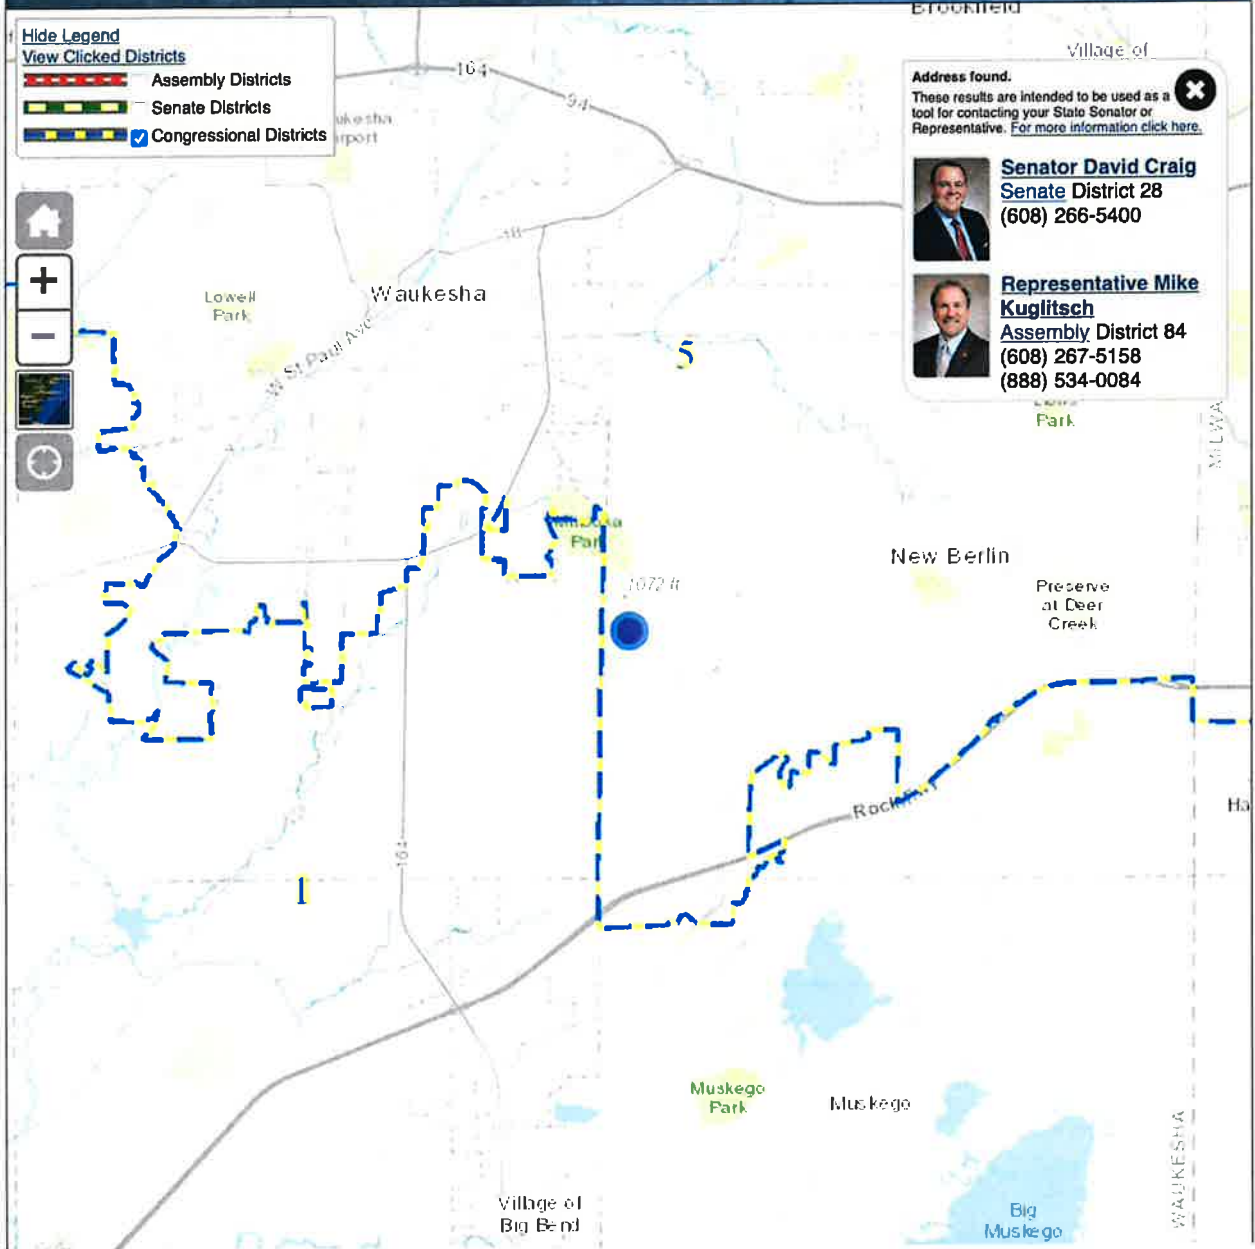 Hide Legend
View Clicked Districts
Assembly Districts
Senate Districts
Congressional Districts
Brookfield
Village of
164
94
Address found.
These results are intended to be used as a
tool for contacting your State Senator or
Representative. For more information click here.
Senator David Craig
Senate District 28
(608) 266-5400
Representative Mike
Kuglitsch
Assembly District 84
(608) 267-5158
(888) 534-0084
18
+
−
Lowell
Park
Waukesha
W St Paul Ave
5
Park
Park
New Berlin
1072 ft
Preserve
at Deer
Creek
164
1
Ha
Muskego
Park
Muskego
WAUKESHA
Village of
Big Bend
Big
Muskego